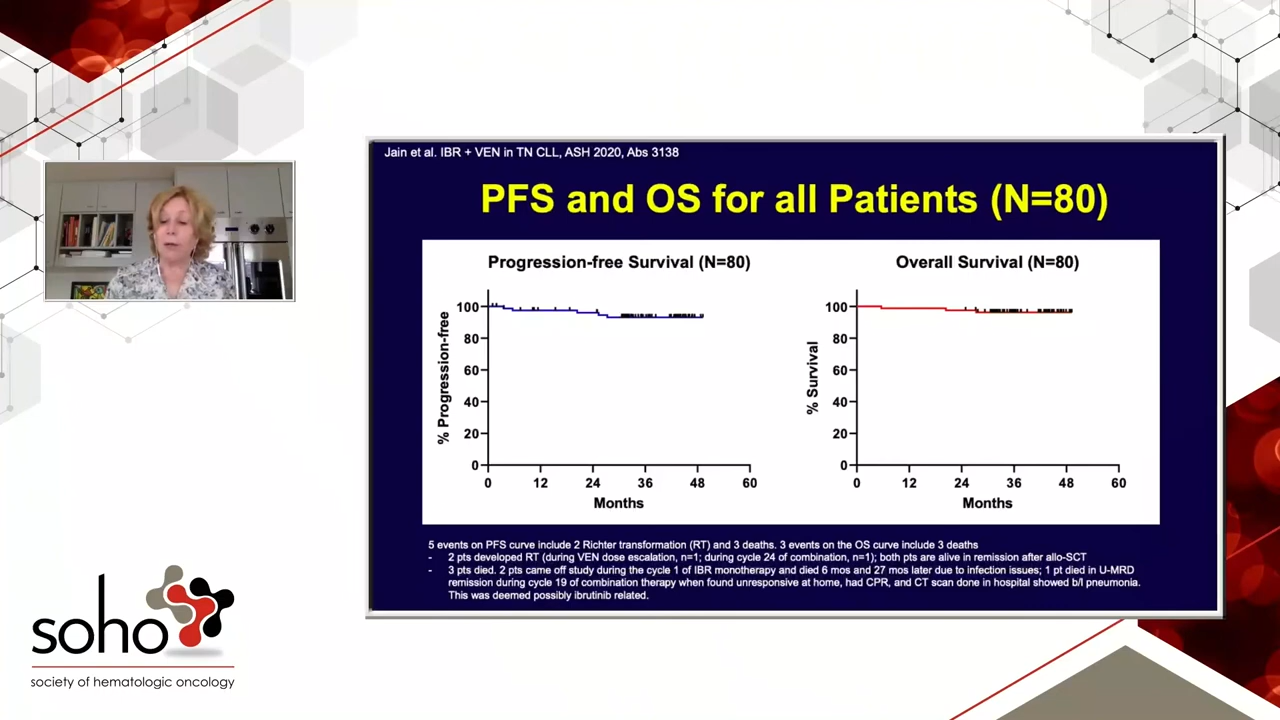 Jain et al. IBR + VEN in TN CLL, ASH 2020, Abs 3138
PFS and OS for all Patients (N=80)
Progression-free Survival (N=80)
% Progression-free
100
80
60
40
20
0
0 12 24 36 48 60
Months
Overall Survival (N=80)
% Survival
100
80
60
40
20
0
0 12 24 36 48 60
Months
5 events on PFS curve include 2 Richter transformation (RT) and 3 deaths. 3 events on the OS curve include 3 deaths
- 2 pts developed RT (during VEN dose escalation, n=1; during cycle 24 of combination, n=1); both pts are alive in remission after allo-SCT
- 3 pts died. 2 pts came off study during the cycle 1 of IBR monotherapy and died 6 mos and 27 mos later due to infection issues; 1 pt died in U-MRD
remission during cycle 19 of combination therapy when found unresponsive at home, had CPR, and CT scan done in hospital showed b/l pneumonia.
This was deemed possibly ibrutinib related.
soho
society of hematologic oncology